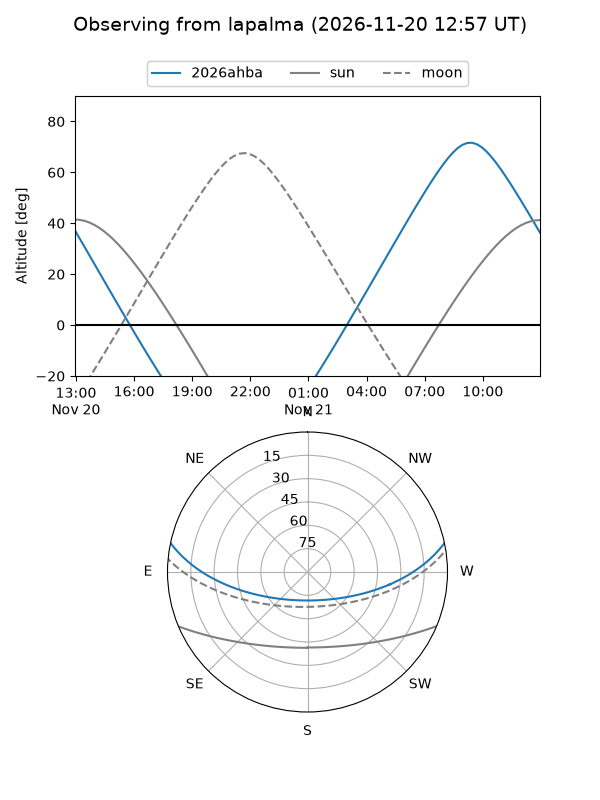 Observing from lapalma (2026-11-20 12:57 UT)
2026ahba sun moon
80
60
40
20
0
−20
Altitude [deg]
13:00 16:00 19:00 22:00 01:00 04:00 07:00 10:00
Nov 20 Nov 21
N
NE NW
15
30
45
60
75
E W
SE SW
S